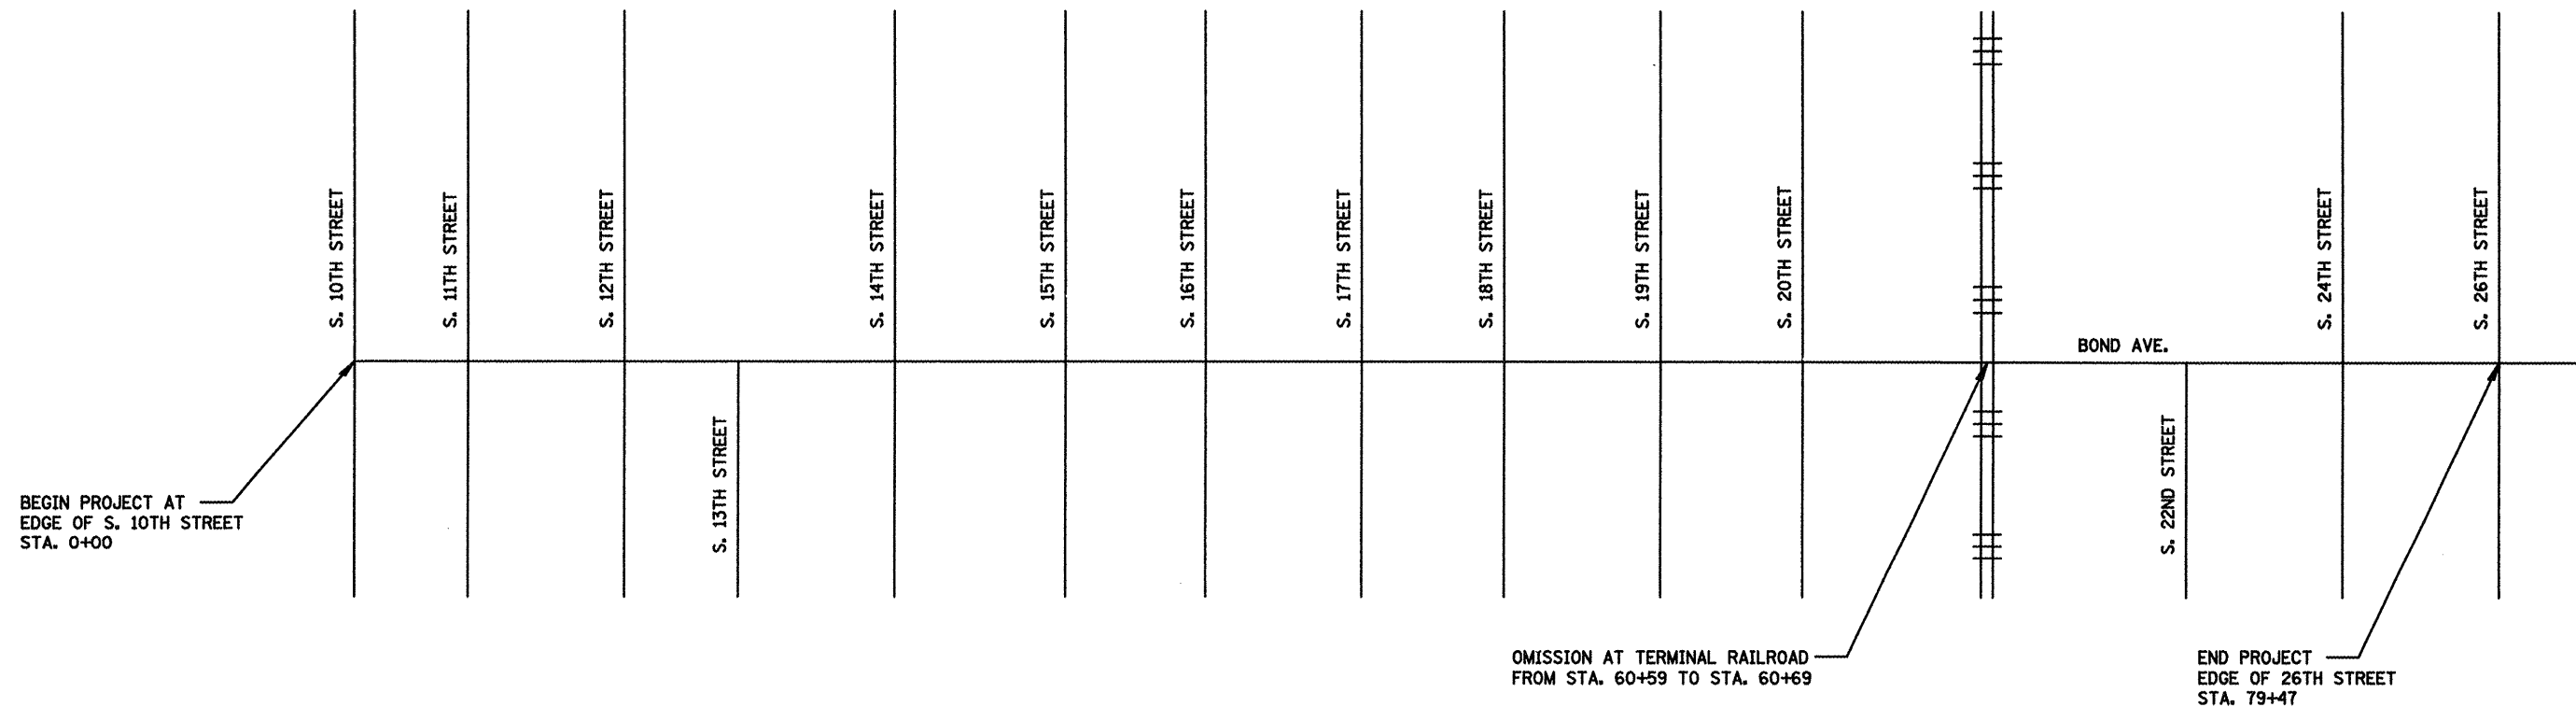 S. 10TH STREET
S. 11TH STREET
S. 12TH STREET
S. 13TH STREET
S. 14TH STREET
S. 15TH STREET
S. 16TH STREET
S. 17TH STREET
S. 18TH STREET
S. 19TH STREET
S. 20TH STREET
BOND AVE.
S. 22ND STREET
S. 24TH STREET
S. 26TH STREET
BEGIN PROJECT AT
EDGE OF S. 10TH STREET
STA. 0+00
OMISSION AT TERMINAL RAILROAD
FROM STA. 60+59 TO STA. 60+69
END PROJECT
EDGE OF 26TH STREET
STA. 79+47